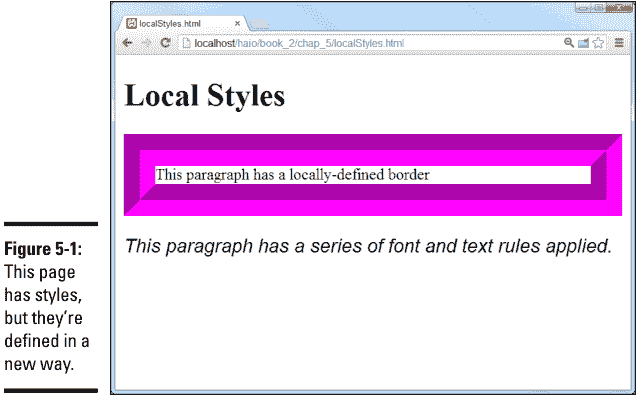 localStyles.html
localhost/haio/book_2/chap_5/localStyles.html
Local Styles
This paragraph has a locally-defined border
This paragraph has a series of font and text rules applied.
Figure 5-1:
This page
has styles,
but they're
defined in a
new way.